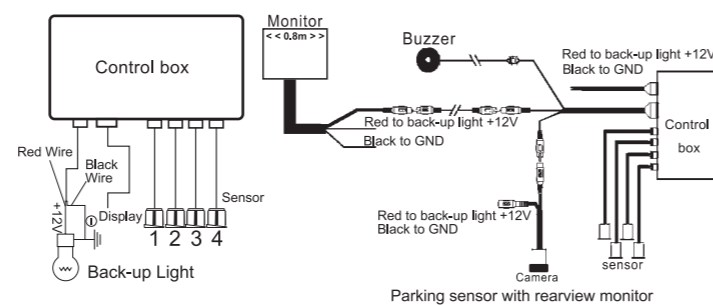 Control box
Red Wire
Black
Wire
+12V
Display
Sensor
1 2 3 4
Back-up Light
Monitor
< < 0.8m > >
Buzzer
Red to back-up light +12V
Black to GND
Red to back-up light +12V
Black to GND
Control
box
Red to back-up light +12V
Black to GND
Camera
sensor
Parking sensor with rearview monitor